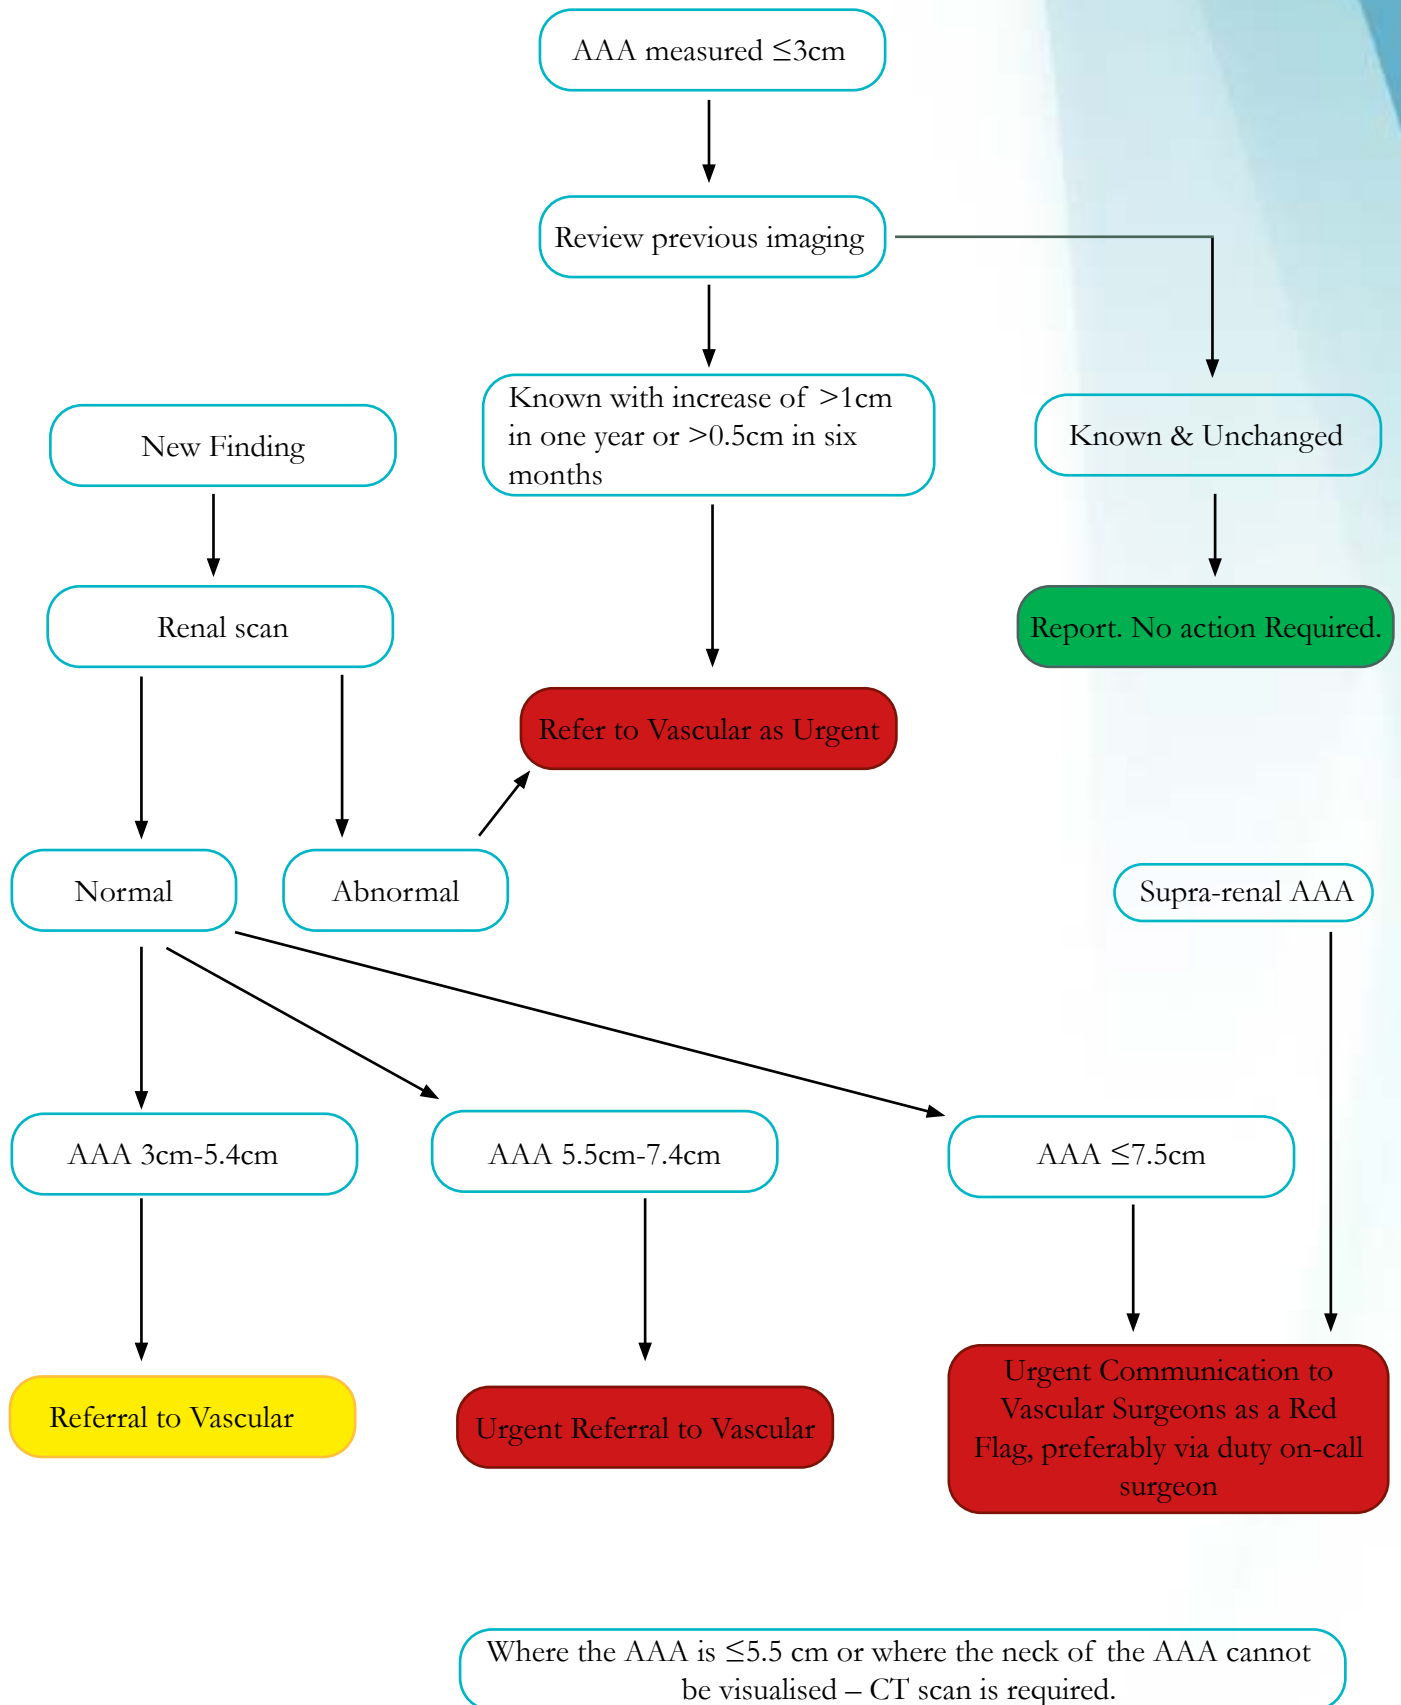 AAA measured ≤3cm
Review previous imaging
Known with increase of >1cm
in one year or >0.5cm in six
months
New Finding
Known & Unchanged
Renal scan
Report. No action Required.
Refer to Vascular as Urgent
Normal
Abnormal
Supra-renal AAA
AAA 3cm-5.4cm
AAA 5.5cm-7.4cm
AAA ≤7.5cm
Referral to Vascular
Urgent Referral to Vascular
Urgent Communication to
Vascular Surgeons as a Red
Flag, preferably via duty on-call
surgeon
Where the AAA is ≤5.5 cm or where the neck of the AAA cannot
be visualised – CT scan is required.